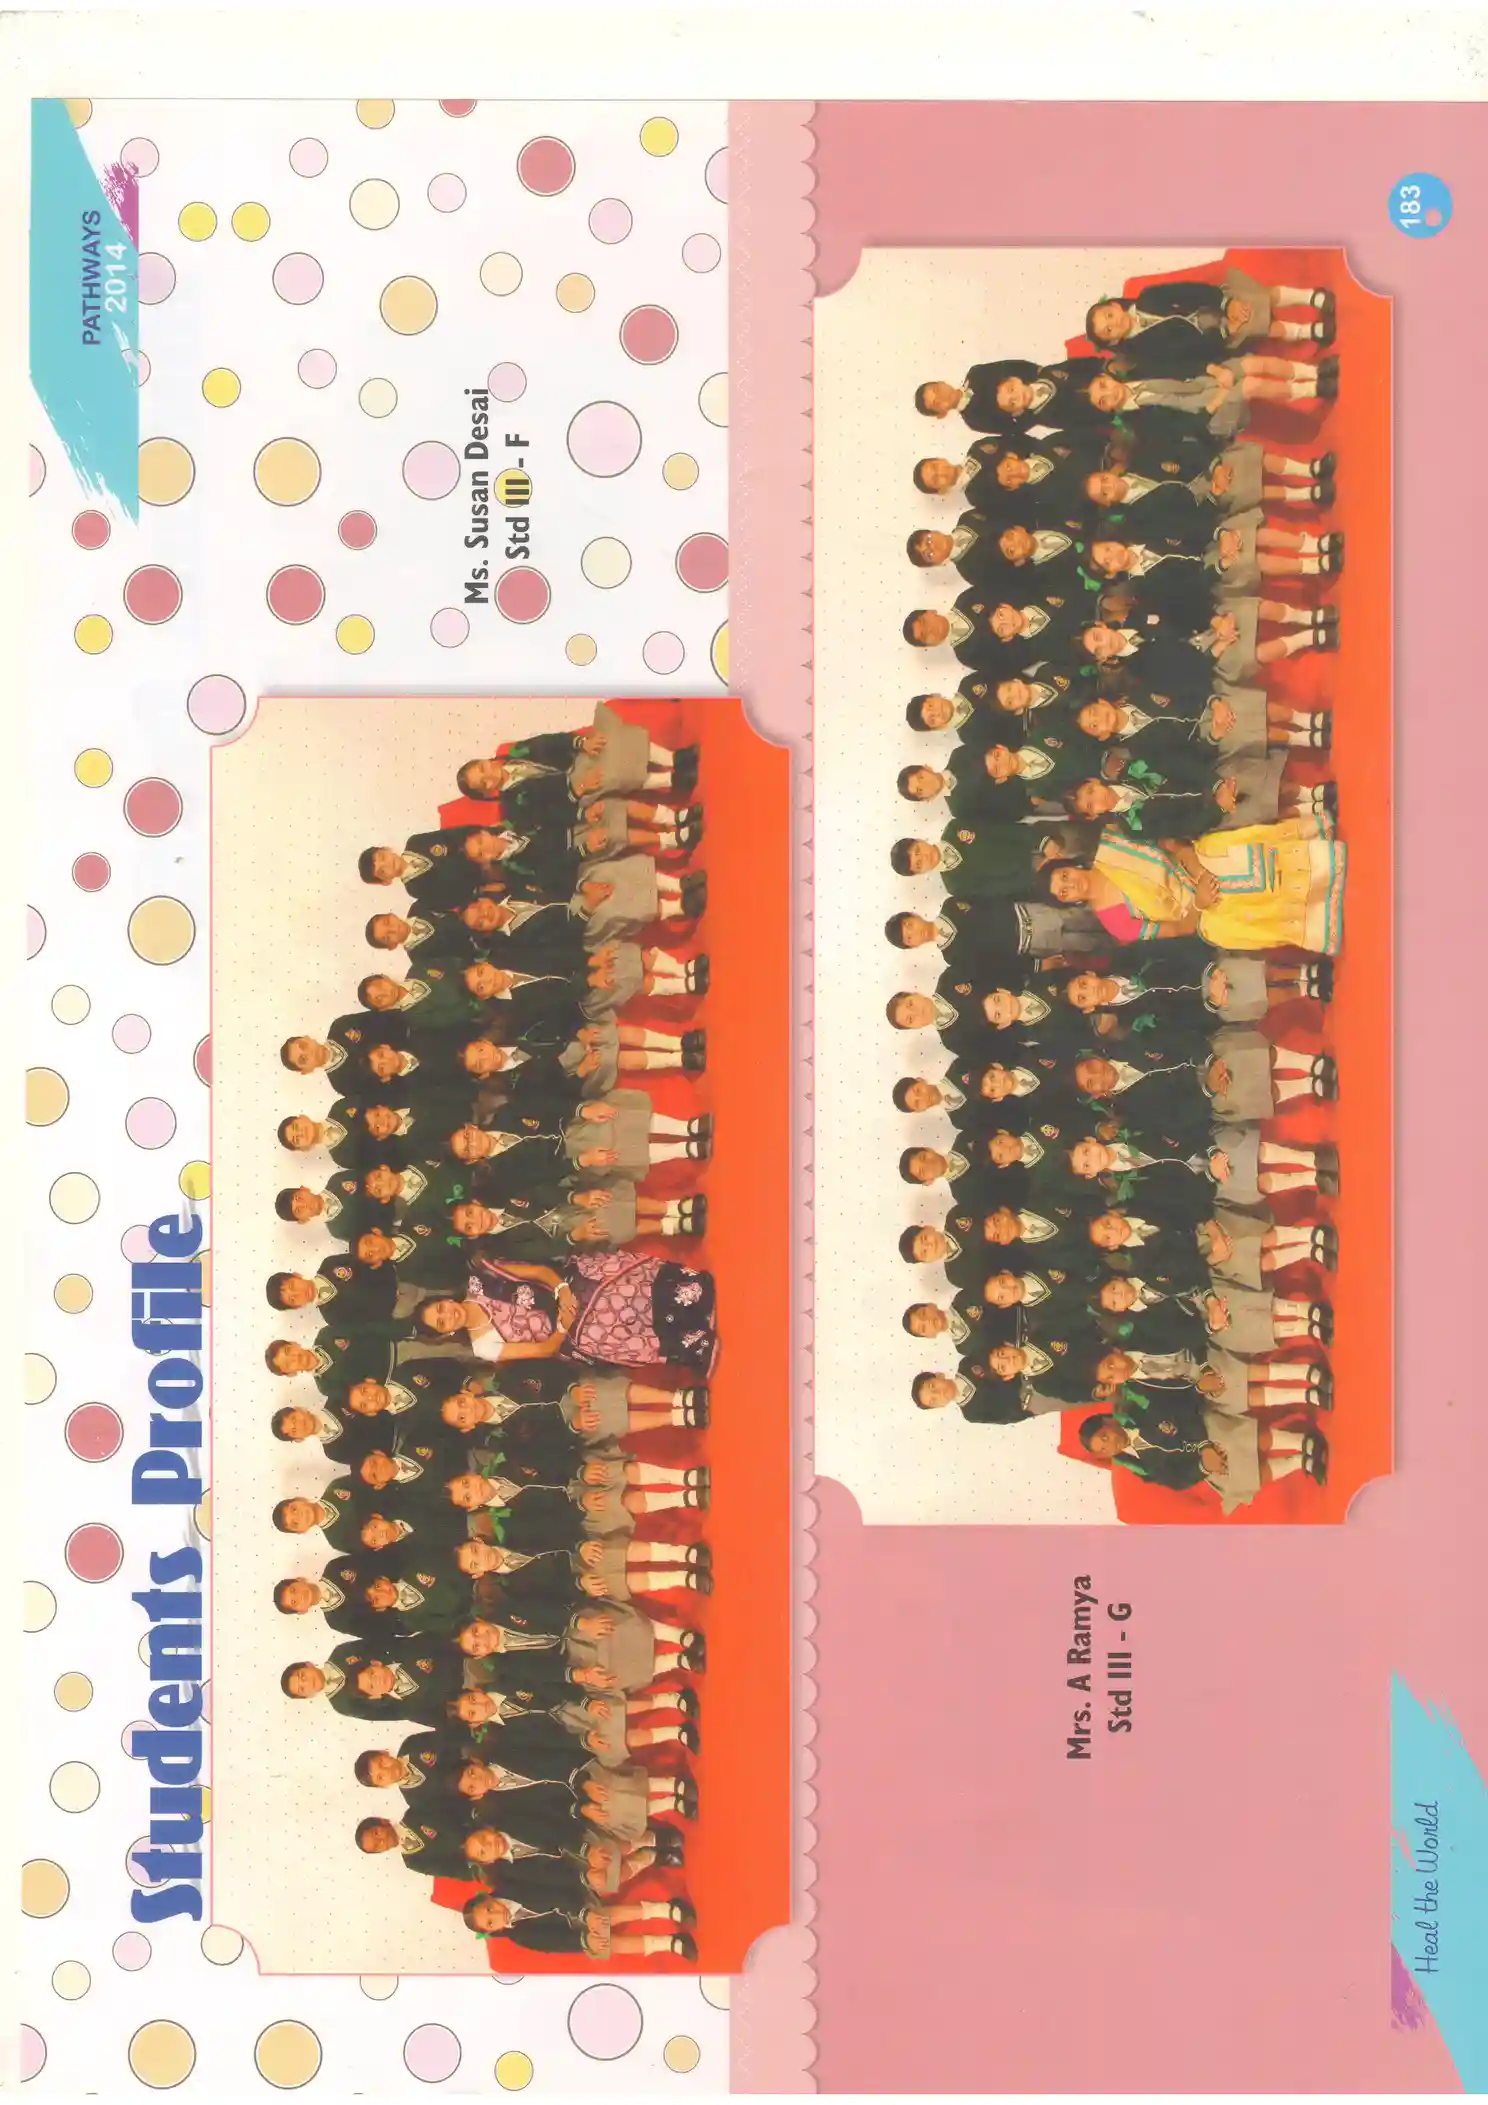 PATHWAYS
2014
Students Profile
Ms. Susan Desai
Std III - F
Mrs. A Ramya
Std III - G
Heal the World
183